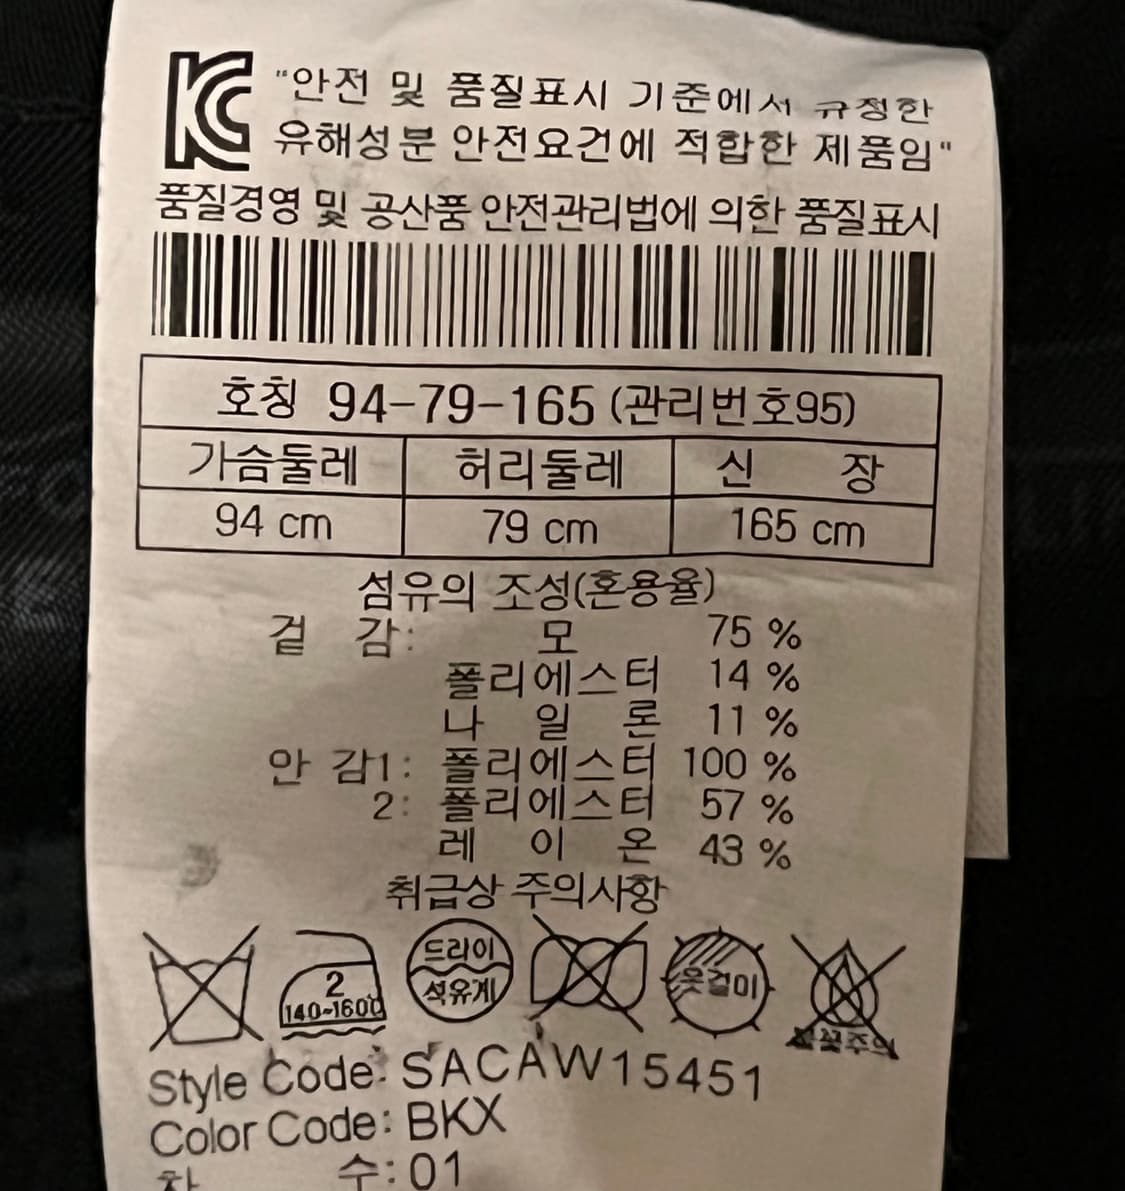 KC "안전 및 품질표시 기준에서 규정한
유해성분 안전요건에 적합한 제품임"
품질경영 및 공산품 안전관리법에 의한 품질표시
호칭 94-79-165 (관리번호95)
가슴둘레 허리둘레 신 장
94 cm 79 cm 165 cm
섬유의 조성(혼용율)
겉 감: 모 75 %
폴리에스터 14 %
나 일 론 11 %
안 감1: 폴리에스터 100 %
2: 폴리에스터 57 %
레 이 온 43 %
취급상 주의사항
2
140~160℃
드라이
석유계
옷걸이
주의
Style Code: SACAW15451
Color Code: BKX
차 수: 01